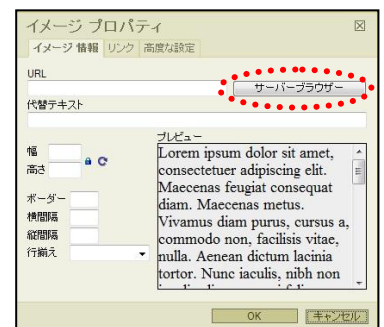 イメージ プロパティ
イメージ 情報 リンク 高度な設定
URL
サーバーブラウザー
代替テキスト
プレビュー
幅
高さ
ボーダー
横間隔
縦間隔
行揃え
Lorem ipsum dolor sit amet,
consectetuer adipiscing elit.
Maecenas feugiat consequat
diam. Maecenas metus.
Vivamus diam purus, cursus a,
commodo non, facilisis vitae,
nulla. Aenean dictum lacinia
tortor. Nunc iaculis, nibh non
OK キャンセル